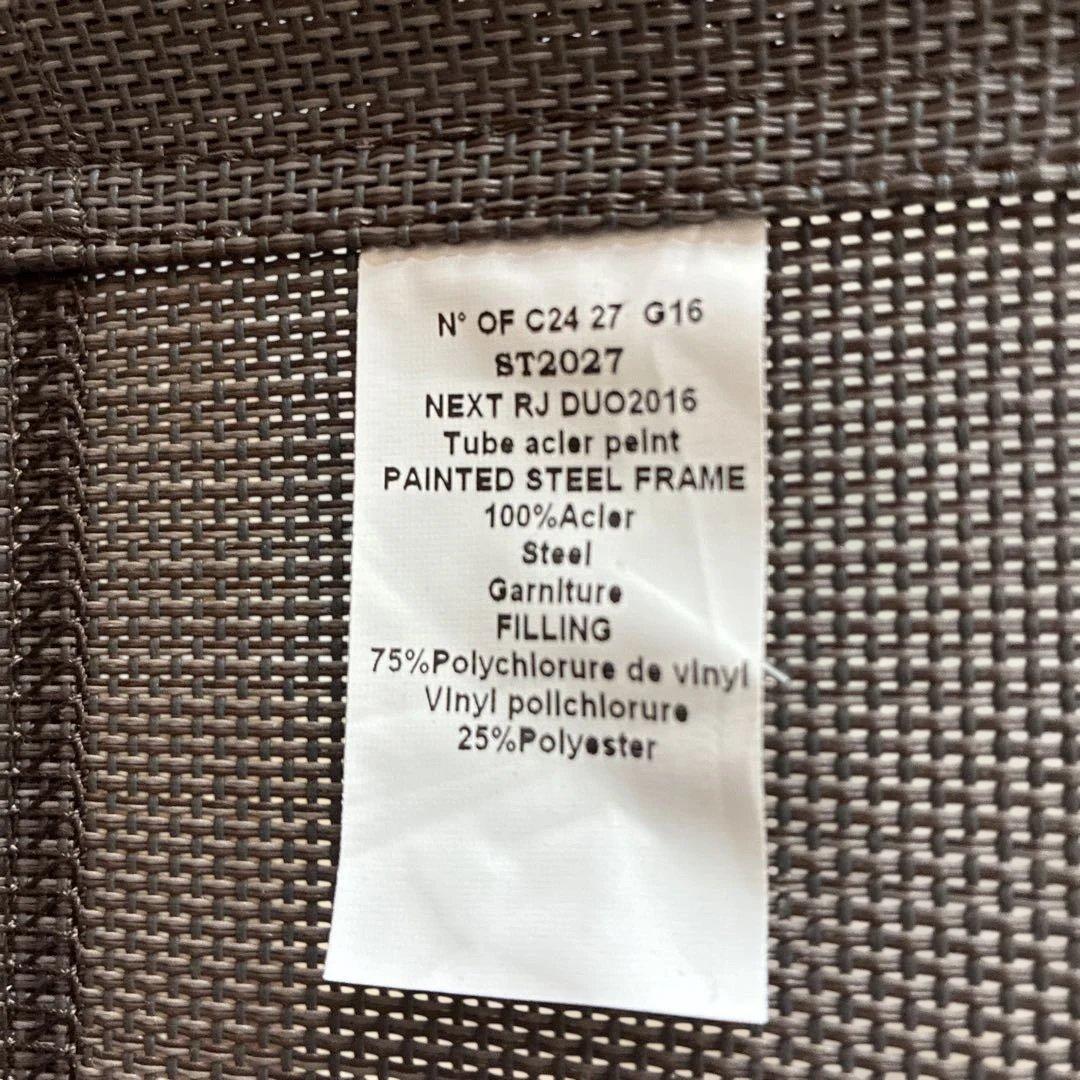 N° OF C24 27 G16
ST2027
NEXT RJ DUO2016
Tube acier peint
PAINTED STEEL FRAME
100%Acier
Steel
Garniture
FILLING
75%Polychlorure de vinyl
Vinyl polichlorure
25%Polyester